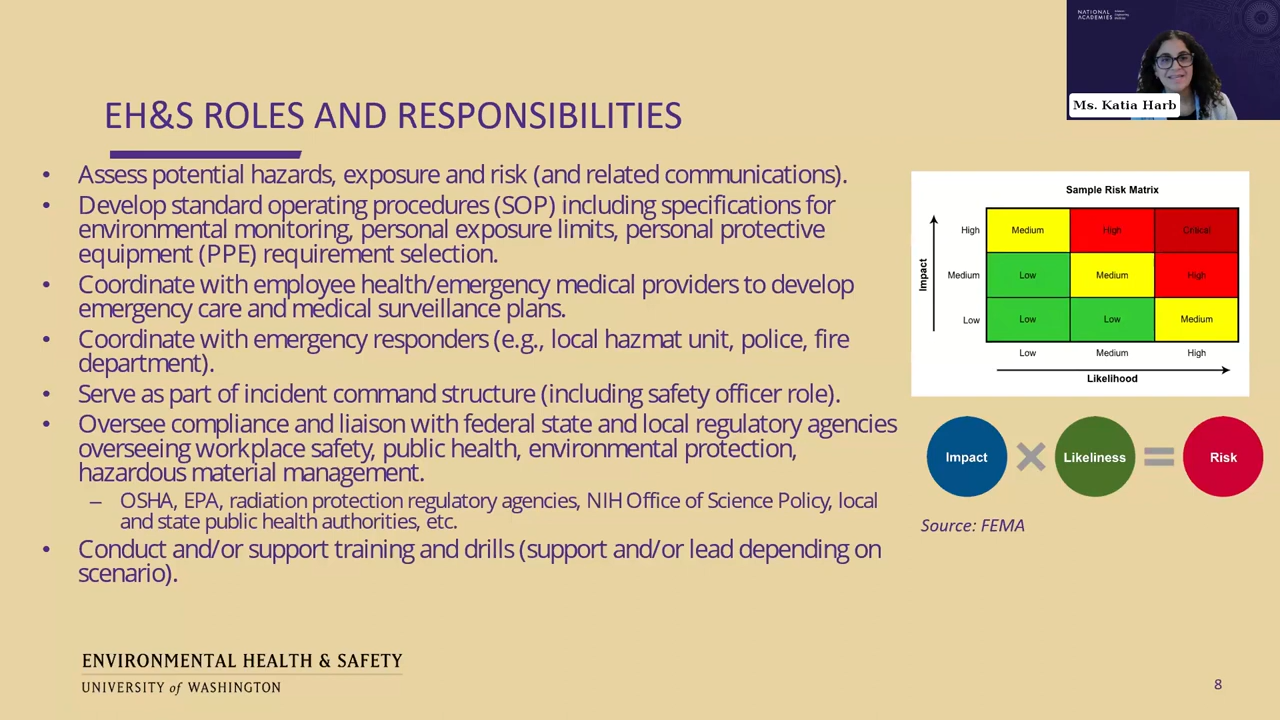 NATIONAL
ACADEMIES
Ms. Katia Harb
EH&S ROLES AND RESPONSIBILITIES
• Assess potential hazards, exposure and risk (and related communications).
• Develop standard operating procedures (SOP) including specifications for
environmental monitoring, personal exposure limits, personal protective
equipment (PPE) requirement selection.
• Coordinate with employee health/emergency medical providers to develop
emergency care and medical surveillance plans.
• Coordinate with emergency responders (e.g., local hazmat unit, police, fire
department).
• Serve as part of incident command structure (including safety officer role).
• Oversee compliance and liaison with federal state and local regulatory agencies
overseeing workplace safety, public health, environmental protection,
hazardous material management.
– OSHA, EPA, radiation protection regulatory agencies, NIH Office of Science Policy, local
and state public health authorities, etc.
• Conduct and/or support training and drills (support and/or lead depending on
scenario).
Sample Risk Matrix
Impact
High Medium High Critical
Medium Low Medium High
Low Low Low Medium
Low Medium High
Likelihood
Impact × Likeliness = Risk
Source: FEMA
ENVIRONMENTAL HEALTH & SAFETY
UNIVERSITY of WASHINGTON
8